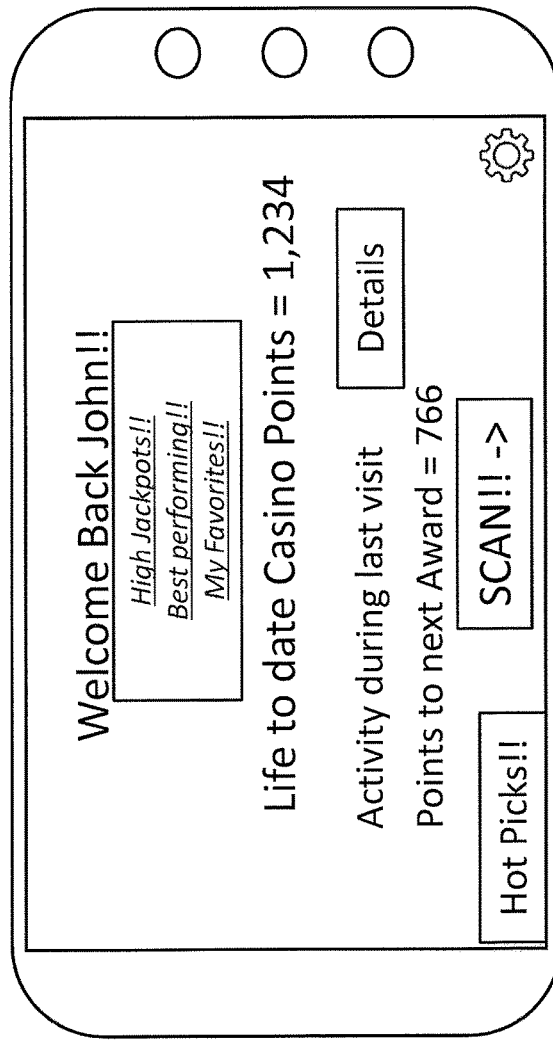 Welcome Back John!!
High Jackpots!!
Best performing!!
My Favorites!!
Life to date Casino Points = 1,234
Activity during last visit
Details
Points to next Award = 766
Hot Picks!!
SCAN!! ->